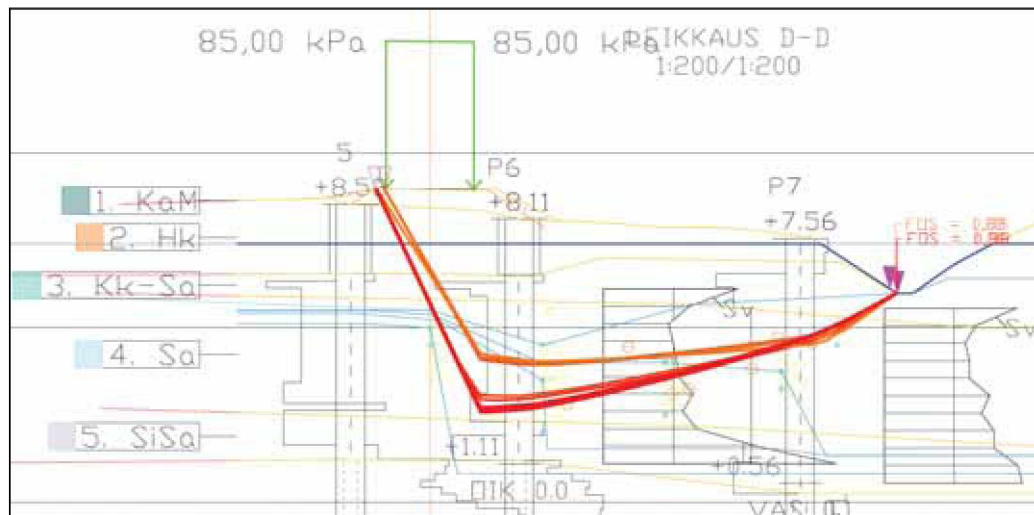 85,00 kPa
85,00 kPa
LEIKKAUS D-D
1:200/1:200
5
P6
P7
+8.5
+8.11
+7.56
1. KaM
2. Hk
3. Kk-Sa
4. Sa
5. SiSa
Sv
Sv
+1.11
+0.56
OIK 0.0